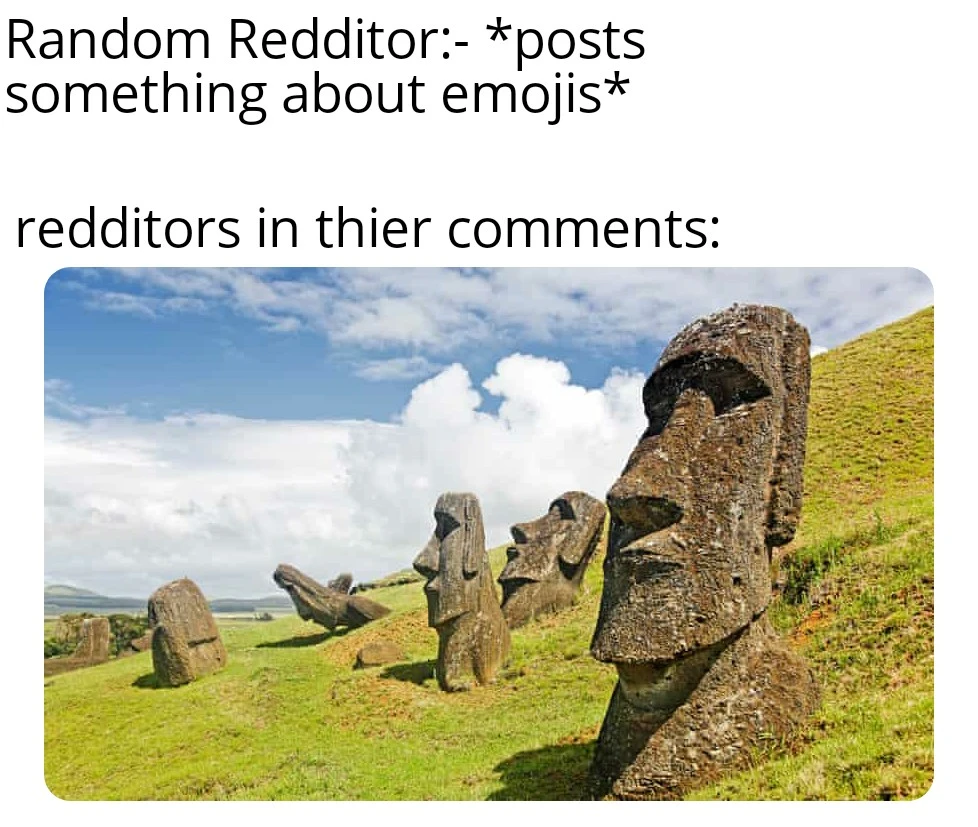 Random Redditor:- *posts
something about emojis*
redditors in thier comments: